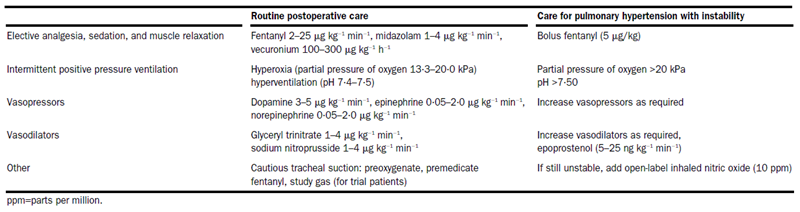 Routine postoperative care Care for pulmonary hypertension with instability
Elective analgesia, sedation, and muscle relaxation Fentanyl 2–25 μg kg⁻¹ min⁻¹, midazolam 1–4 μg kg⁻¹ min⁻¹, Bolus fentanyl (5 μg/kg)
vecuronium 100–300 μg kg⁻¹ h⁻¹
Intermittent positive pressure ventilation Hyperoxia (partial pressure of oxygen 13·3–20·0 kPa) Partial pressure of oxygen >20 kPa
hyperventilation (pH 7·4–7·5) pH >7·50
Vasopressors Dopamine 3–5 μg kg⁻¹ min⁻¹, epinephrine 0·05–2·0 μg kg⁻¹ min⁻¹, Increase vasopressors as required
norepinephrine 0·05–2·0 μg kg⁻¹ min⁻¹
Vasodilators Glyceryl trinitrate 1–4 μg kg⁻¹ min⁻¹, Increase vasodilators as required,
sodium nitroprusside 1–4 μg kg⁻¹ min⁻¹ epoprostenol (5–25 ng kg⁻¹ min⁻¹)
Other Cautious tracheal suction: preoxygenate, premedicate If still unstable, add open-label inhaled nitric oxide (10 ppm)
fentanyl, study gas (for trial patients)
ppm=parts per million.